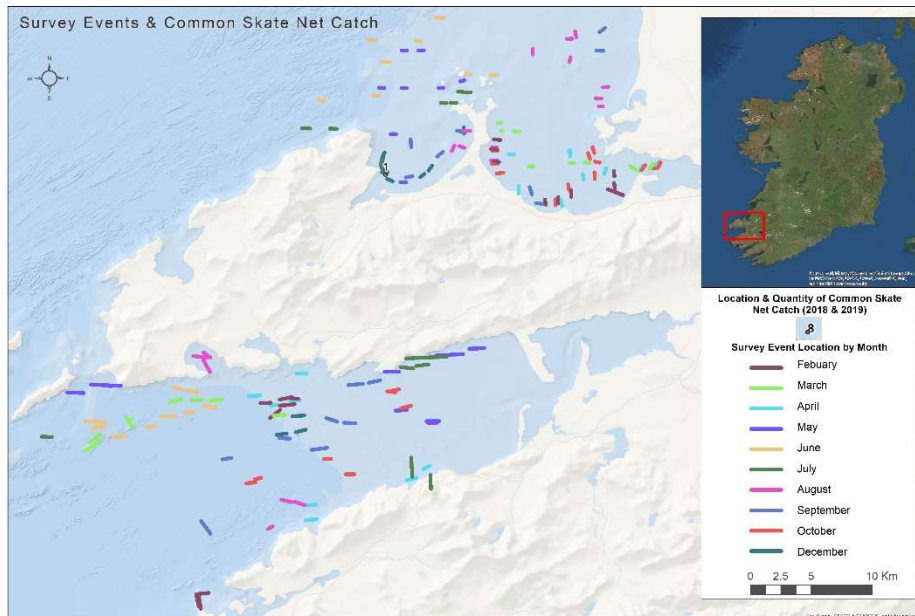 Survey Events & Common Skate Net Catch
N
S
1
Location & Quantity of Common Skate
Net Catch (2018 & 2019)
Survey Event Location by Month
Febuary
March
April
May
June
July
August
September
October
December
0 2.5 5 10 Km